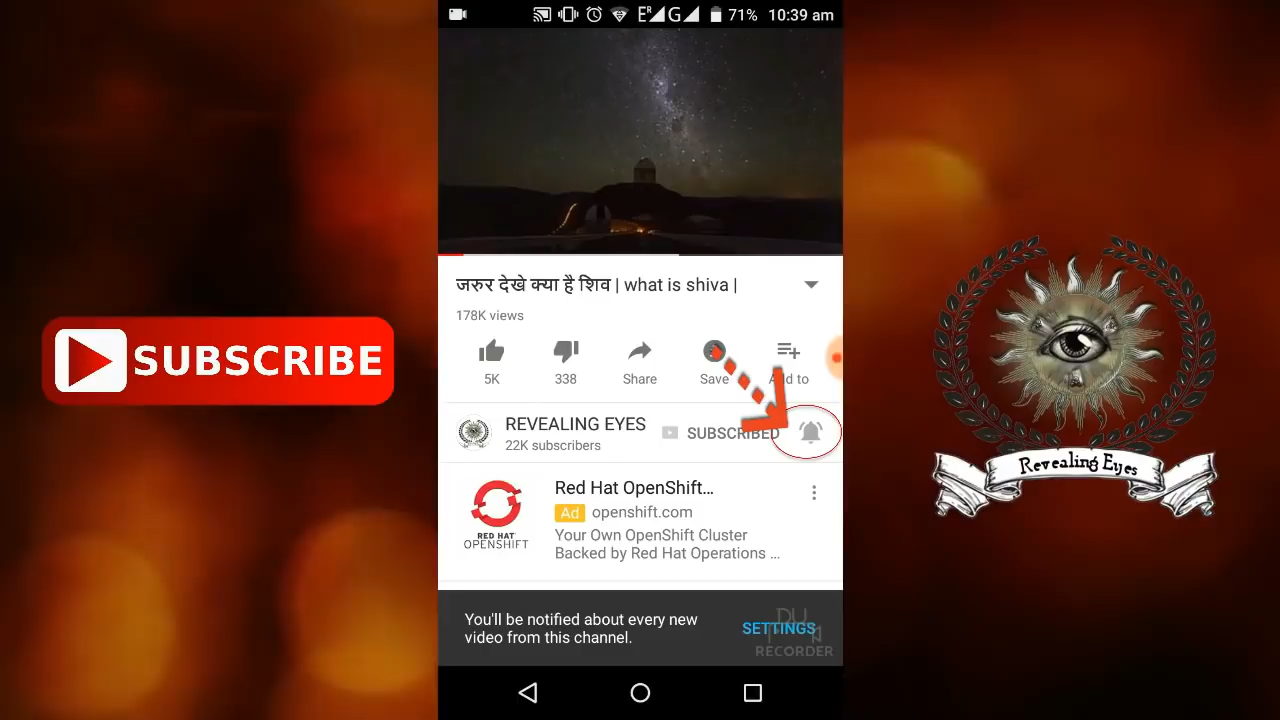 71% 10:39 am
जरुर देखे क्या है शिव | what is shiva |
178K views
5K 338 Share Save Add to
REVEALING EYES
22K subscribers
SUBSCRIBED
SUBSCRIBE
Revealing Eyes
Red Hat OpenShift...
Ad openshift.com
Your Own OpenShift Cluster
Backed by Red Hat Operations ...
RED HAT
OPENSHIFT
You'll be notified about every new
video from this channel.
SETTINGS
DU
RECORDER